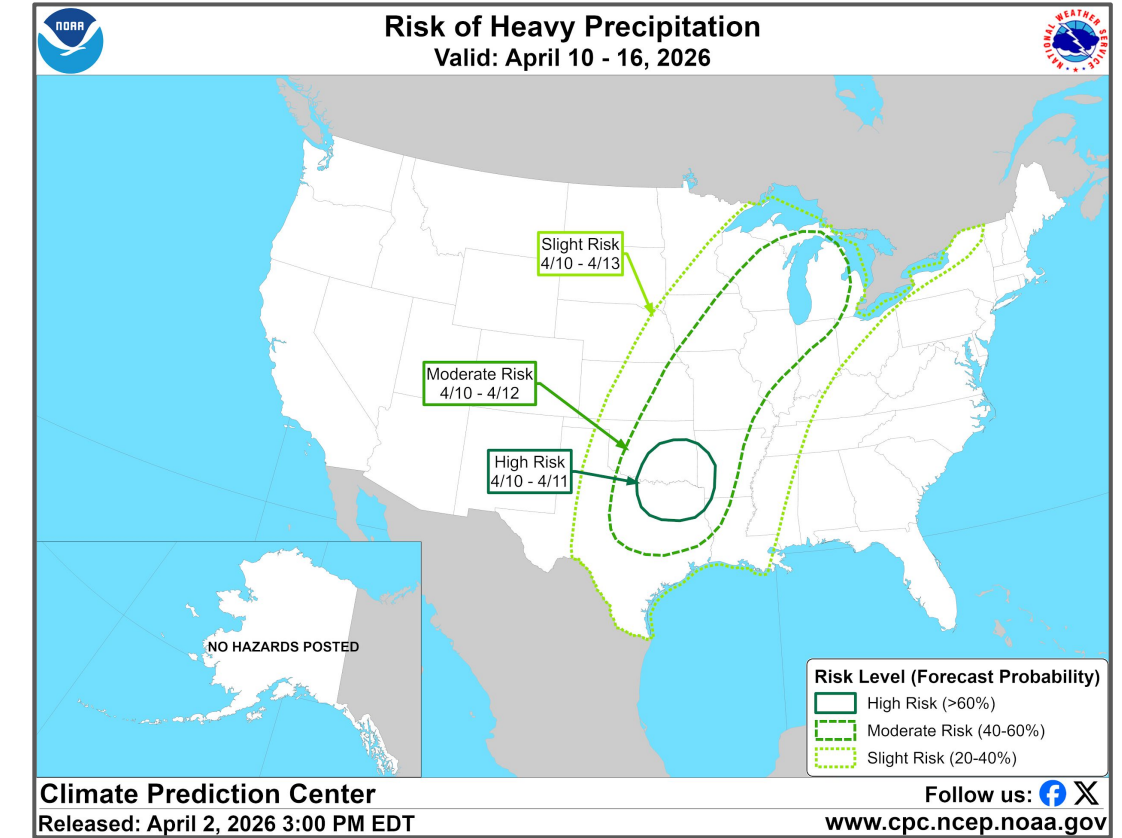 NOAA
Risk of Heavy Precipitation
Valid: April 10 - 16, 2026
NATIONAL WEATHER SERVICE
Slight Risk
4/10 - 4/13
Moderate Risk
4/10 - 4/12
High Risk
4/10 - 4/11
NO HAZARDS POSTED
Risk Level (Forecast Probability)
High Risk (>60%)
Moderate Risk (40-60%)
Slight Risk (20-40%)
Climate Prediction Center
Follow us:
Released: April 2, 2026 3:00 PM EDT
www.cpc.ncep.noaa.gov